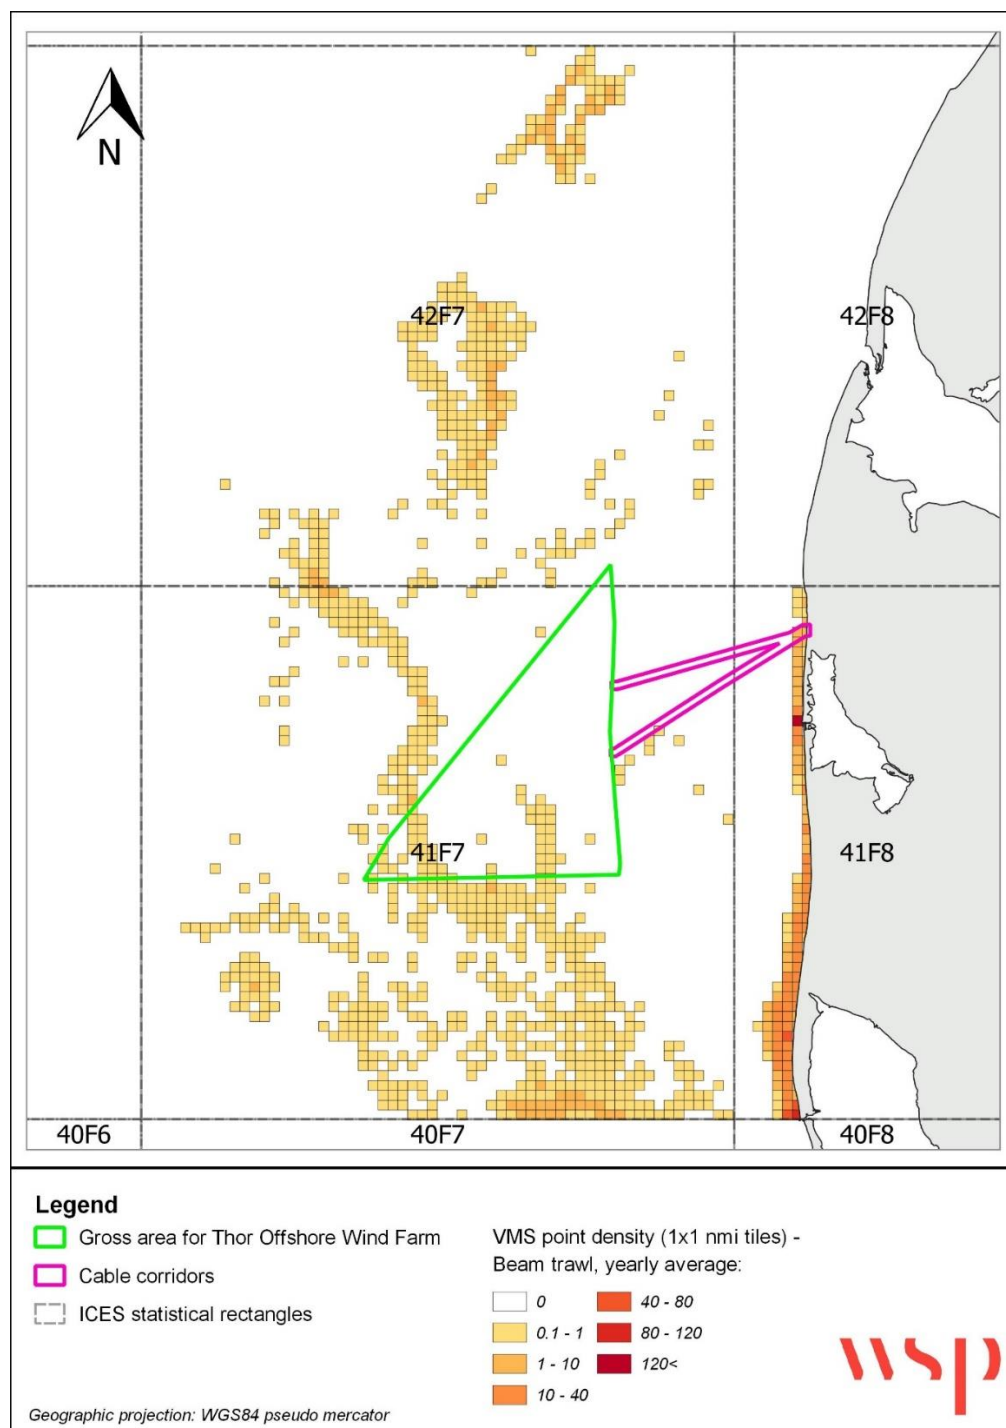 N
42F7
42F8
41F7
41F8
40F6
40F7
40F8
Legend
Gross area for Thor Offshore Wind Farm
Cable corridors
ICES statistical rectangles
VMS point density (1x1 nmi tiles) -
Beam trawl, yearly average:
0
40 - 80
0.1 - 1
80 - 120
1 - 10
120<
10 - 40
wsp
Geographic projection: WGS84 pseudo mercator